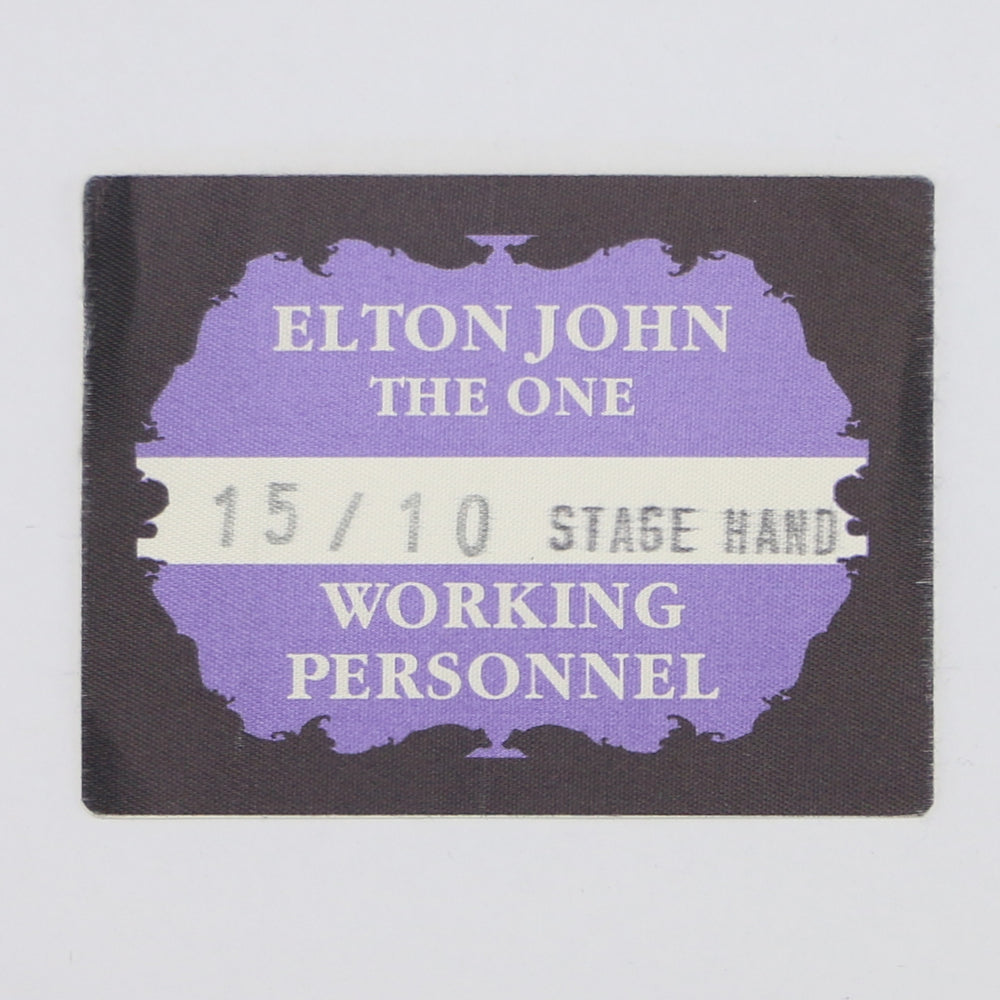 ELTON JOHN
THE ONE
15/10 STAGE HAND
WORKING
PERSONNEL